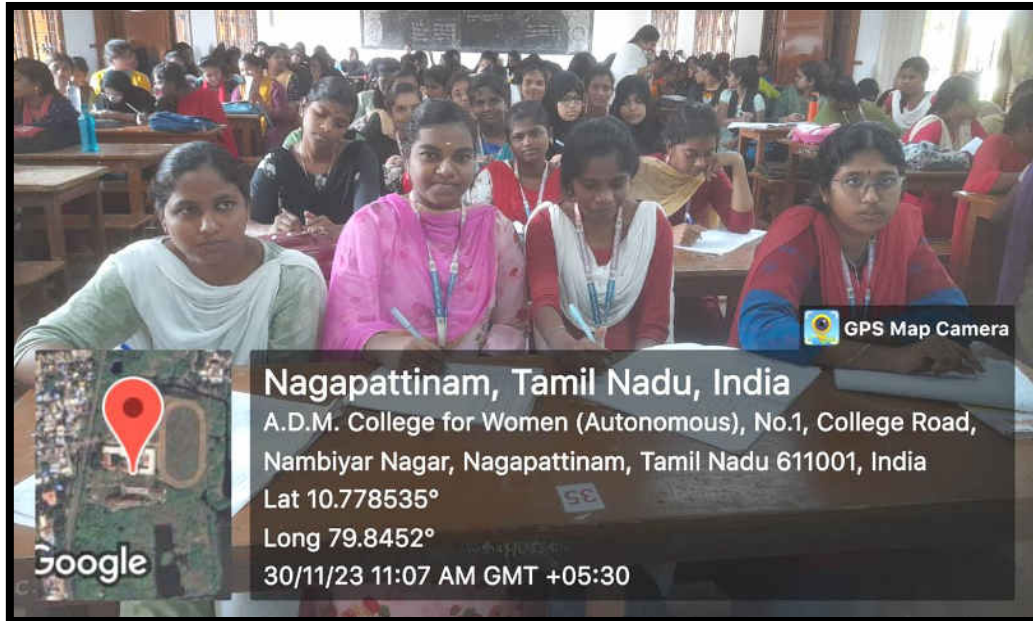 GPS Map Camera
Nagapattinam, Tamil Nadu, India
A.D.M. College for Women (Autonomous), No.1, College Road,
Nambiyar Nagar, Nagapattinam, Tamil Nadu 611001, India
Lat 10.778535°
Long 79.8452°
30/11/23 11:07 AM GMT +05:30
Google
35